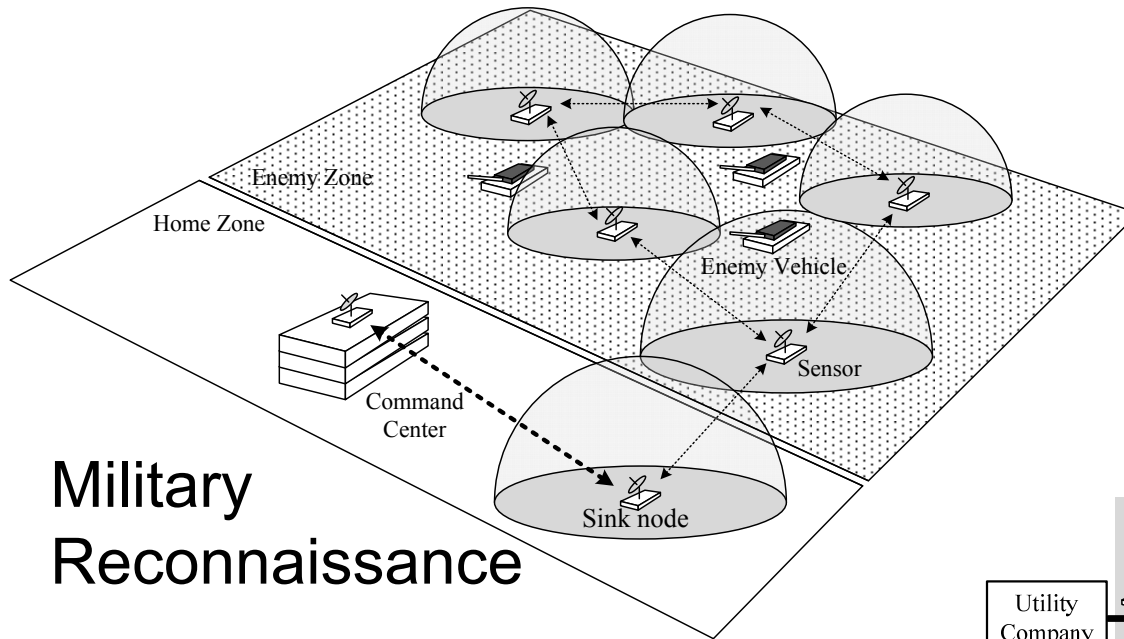 Enemy Zone
Home Zone
Enemy Vehicle
Sensor
Command
Center
Sink node
Military
Reconnaissance
Utility
Company